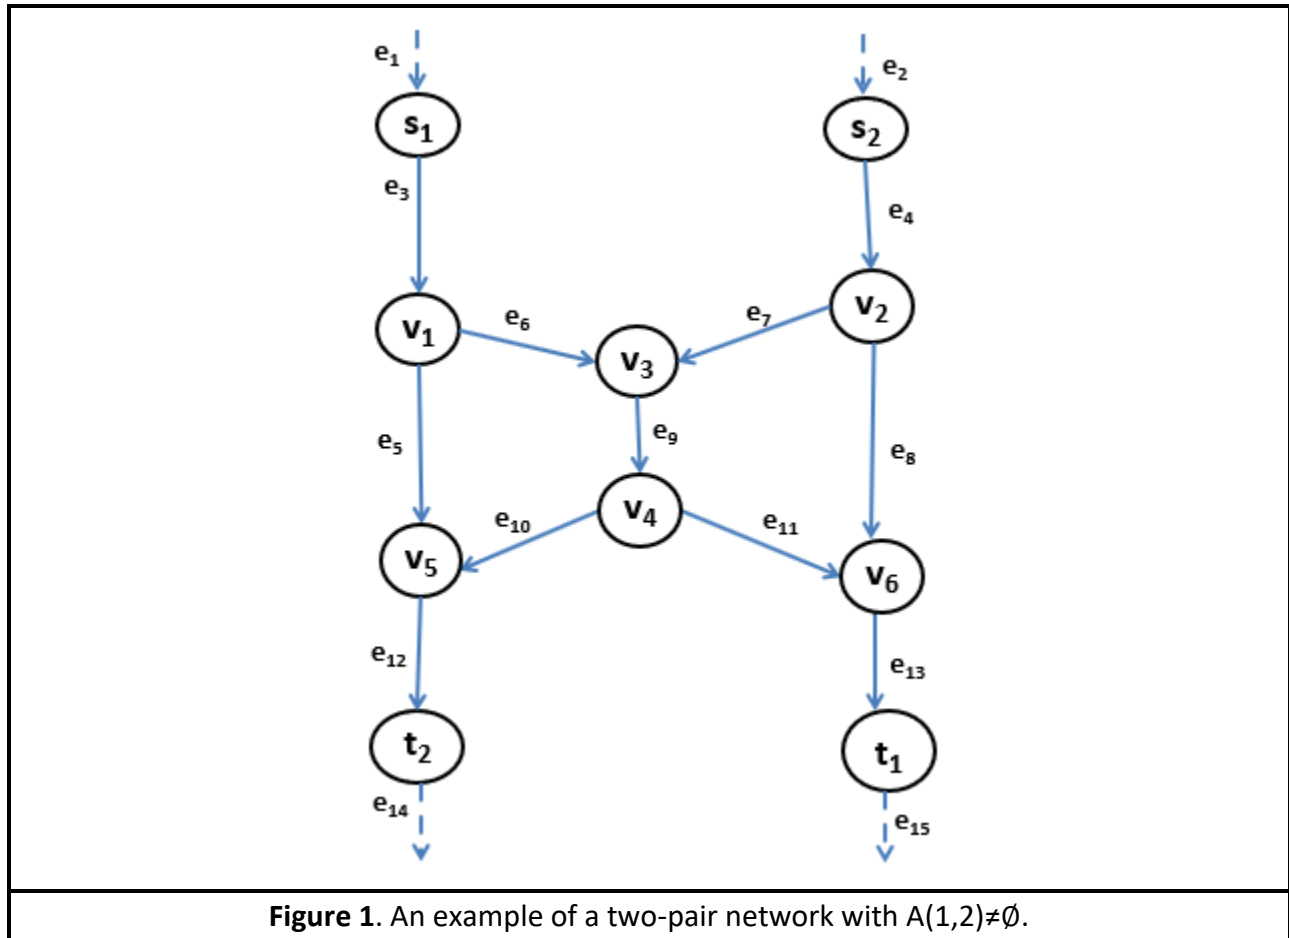 e1
e2
s1
s2
e3
e4
v1
e6
e7
v2
v3
e5
e9
e8
v4
e10
e11
v5
v6
e12
e13
t2
t1
e14
e15
Figure 1. An example of a two-pair network with A(1,2)≠∅.